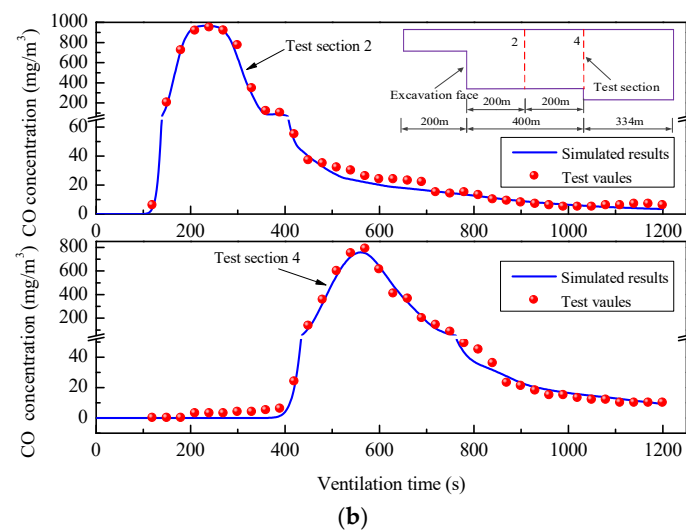 1000
800
600
400
200
60
40
20
0
CO concentration (mg/m³)
Test section 2
2
4
Excavation face
Test section
200m
200m
200m
400m
334m
Simulated results
Test vaules
0
200
400
600
800
1000
1200
800
600
400
200
40
20
0
CO concentration (mg/m³)
Test section 4
Simulated results
Test vaules
0
200
400
600
800
1000
1200
Ventilation time (s)
(b)